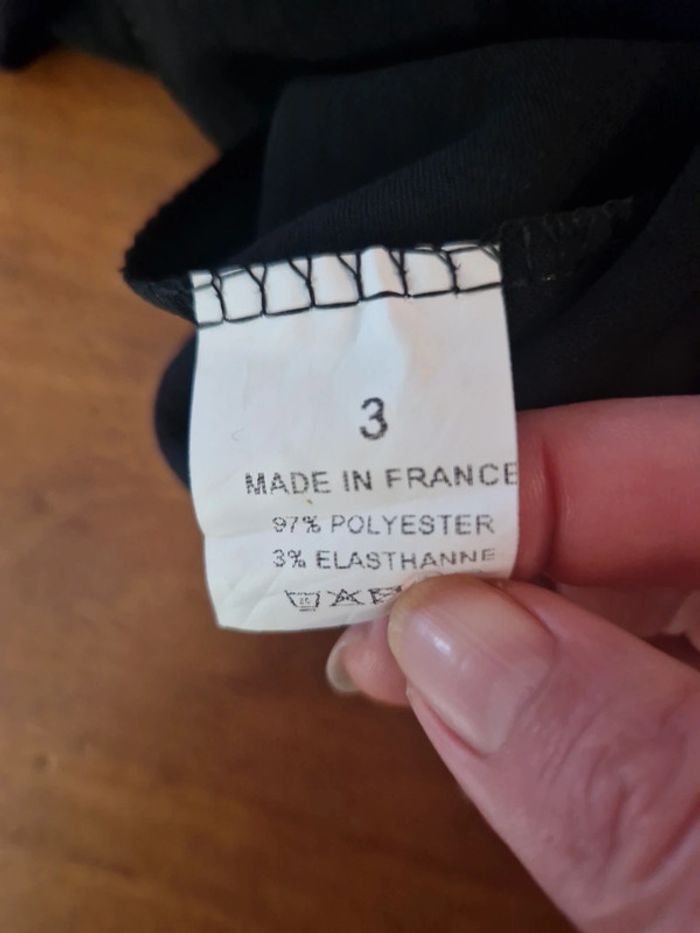 3
MADE IN FRANCE
97% POLYESTER
3% ELASTHANNE